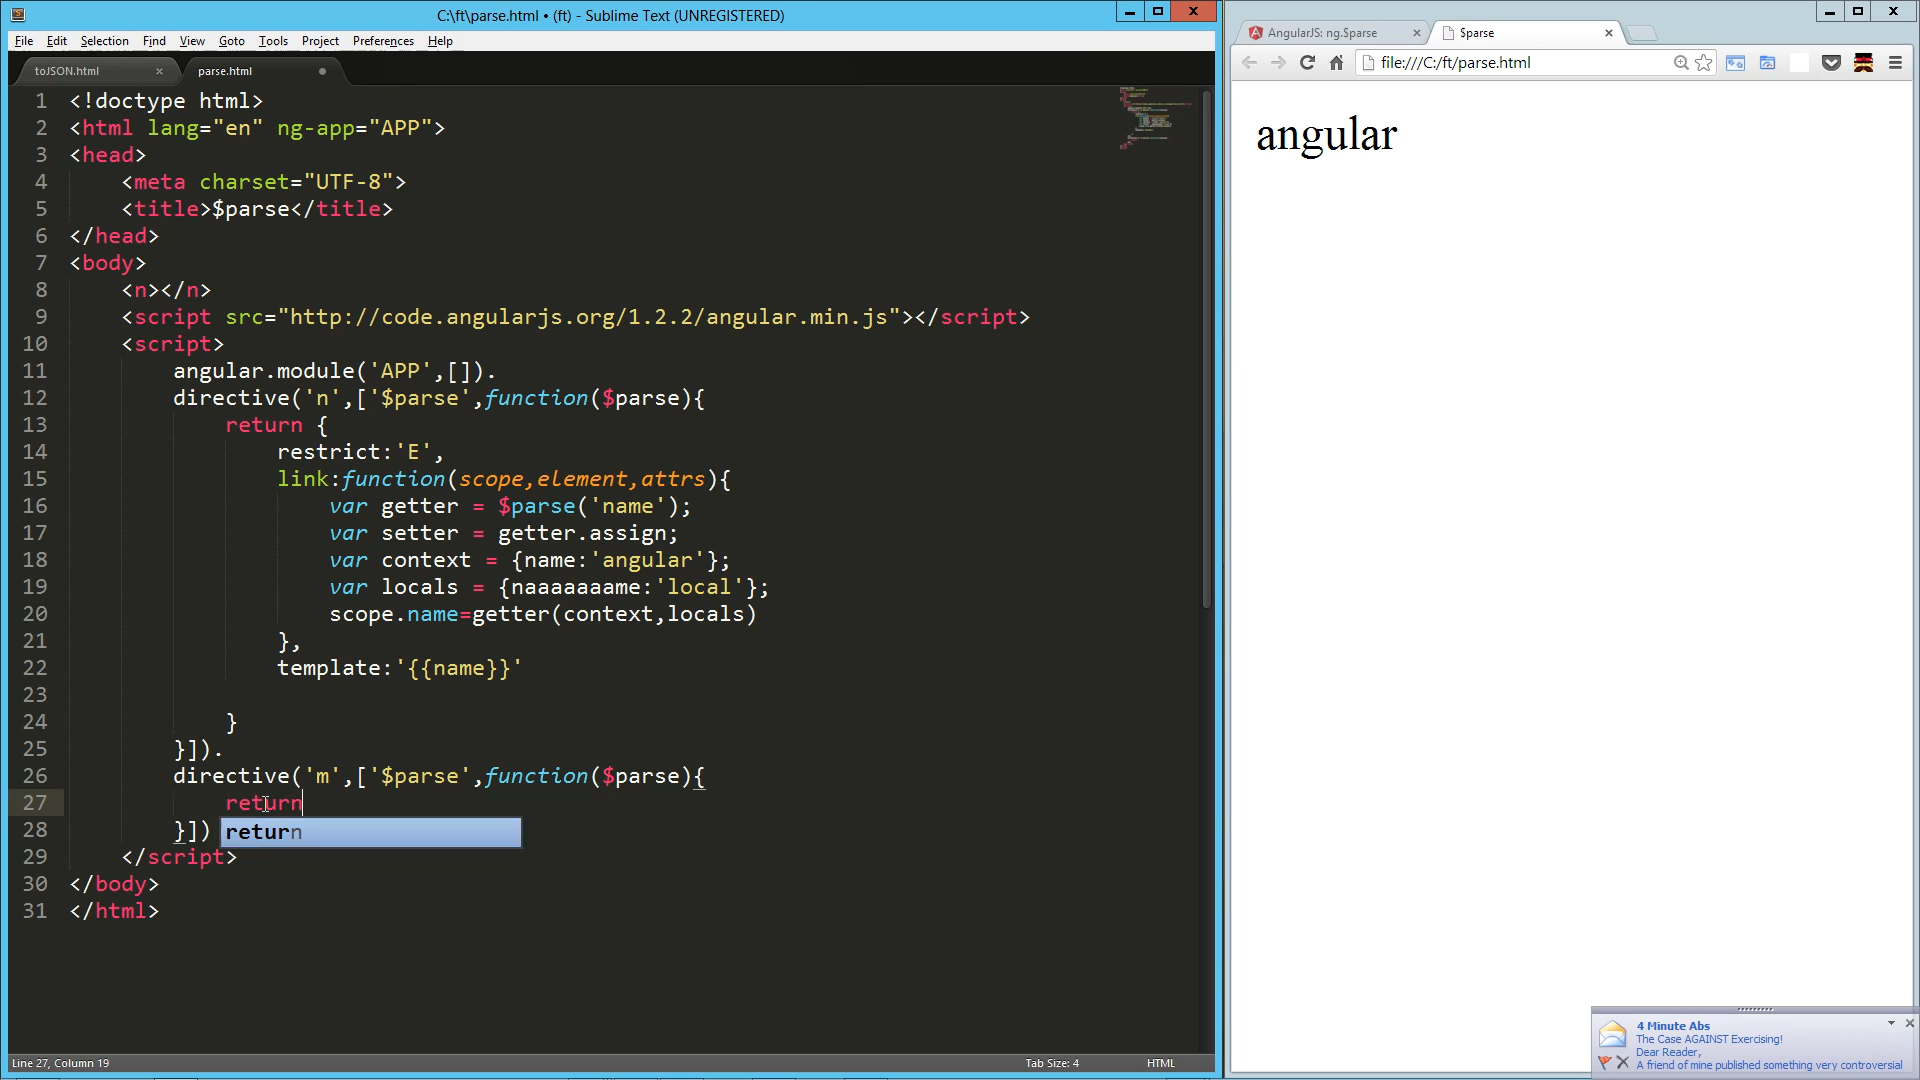 C:\ft\parse.html • (ft) - Sublime Text (UNREGISTERED)
File Edit Selection Find View Goto Tools Project Preferences Help
toJSON.html
parse.html
1 <!doctype html>
2 <html lang="en" ng-app="APP">
3 <head>
4 <meta charset="UTF-8">
5 <title>$parse</title>
6 </head>
7 <body>
8 <n></n>
9 <script src="http://code.angularjs.org/1.2.2/angular.min.js"></script>
10 <script>
11 angular.module('APP',[]).
12 directive('n',['$parse',function($parse){
13 return {
14 restrict:'E',
15 link:function(scope,element,attrs){
16 var getter = $parse('name');
17 var setter = getter.assign;
18 var context = {name:'angular'};
19 var locals = {naaaaaaame:'local'};
20 scope.name=getter(context,locals)
21 },
22 template:'{{name}}'
23
24 }
25 }]).
26 directive('m',['$parse',function($parse){
27 return
28 }])
return
29 </script>
30 </body>
31 </html>
Line 27, Column 19
Tab Size: 4
HTML
AngularJS: ng.$parse
$parse
file:///C:/ft/parse.html
angular
4 Minute Abs
The Case AGAINST Exercising!
Dear Reader,
A friend of mine published something very controversial